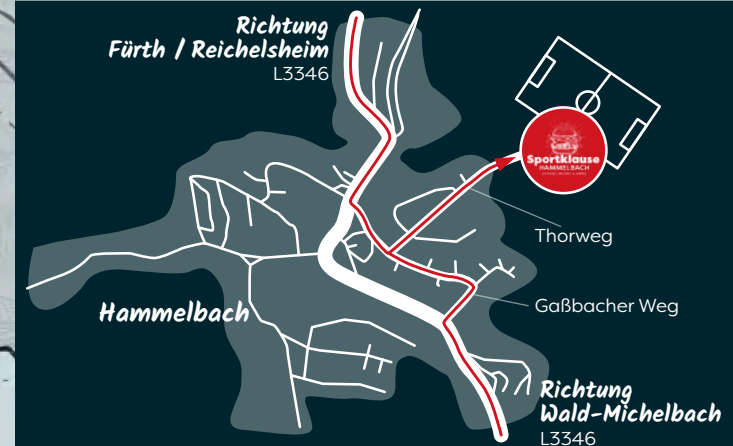 Richtung
Fürth / Reichelsheim
L3346
Sportklause
HAMMELBACH
Thorweg
Gaßbacher Weg
Hammelbach
Richtung
Wald-Michelbach
L3346